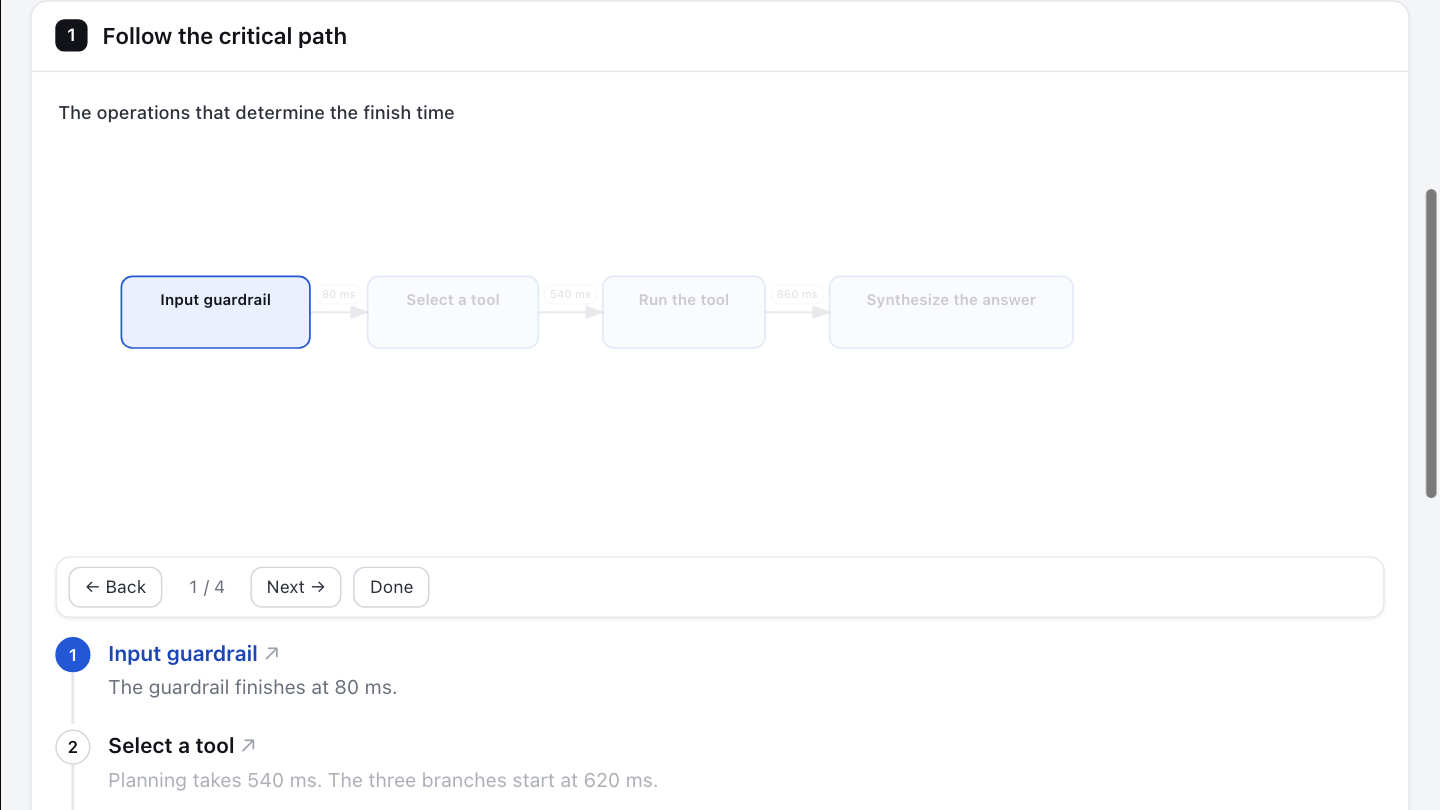 1 Follow the critical path
The operations that determine the finish time
Input guardrail
80 ms
Select a tool
540 ms
Run the tool
860 ms
Synthesize the answer
← Back
1 / 4
Next →
Done
1 Input guardrail ↗
The guardrail finishes at 80 ms.
2 Select a tool ↗
Planning takes 540 ms. The three branches start at 620 ms.